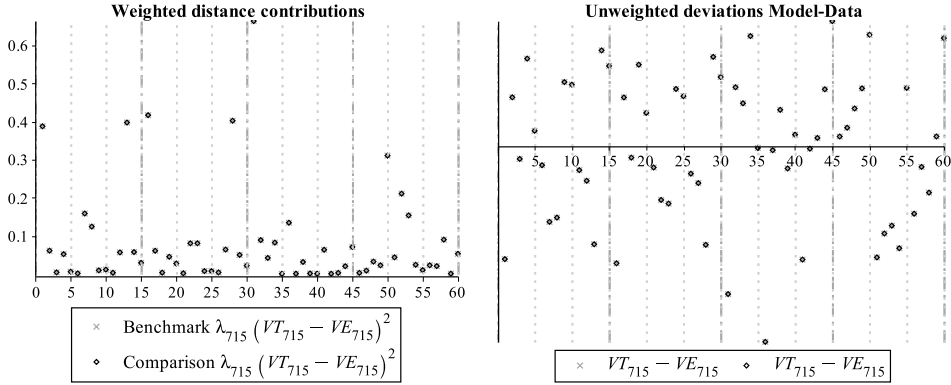 Weighted distance contributions
0.6
0.5
0.4
0.3
0.2
0.1
0 5 10 15 20 25 30 35 40 45 50 55 60
Benchmark λ₇₁₅ (VT₇₁₅ − VE₇₁₅)²
Comparison λ₇₁₅ (VT₇₁₅ − VE₇₁₅)²
Unweighted deviations Model-Data
5 10 15 20 25 30 35 40 45 50 55 60
VT₇₁₅ − VE₇₁₅ VT₇₁₅ − VE₇₁₅